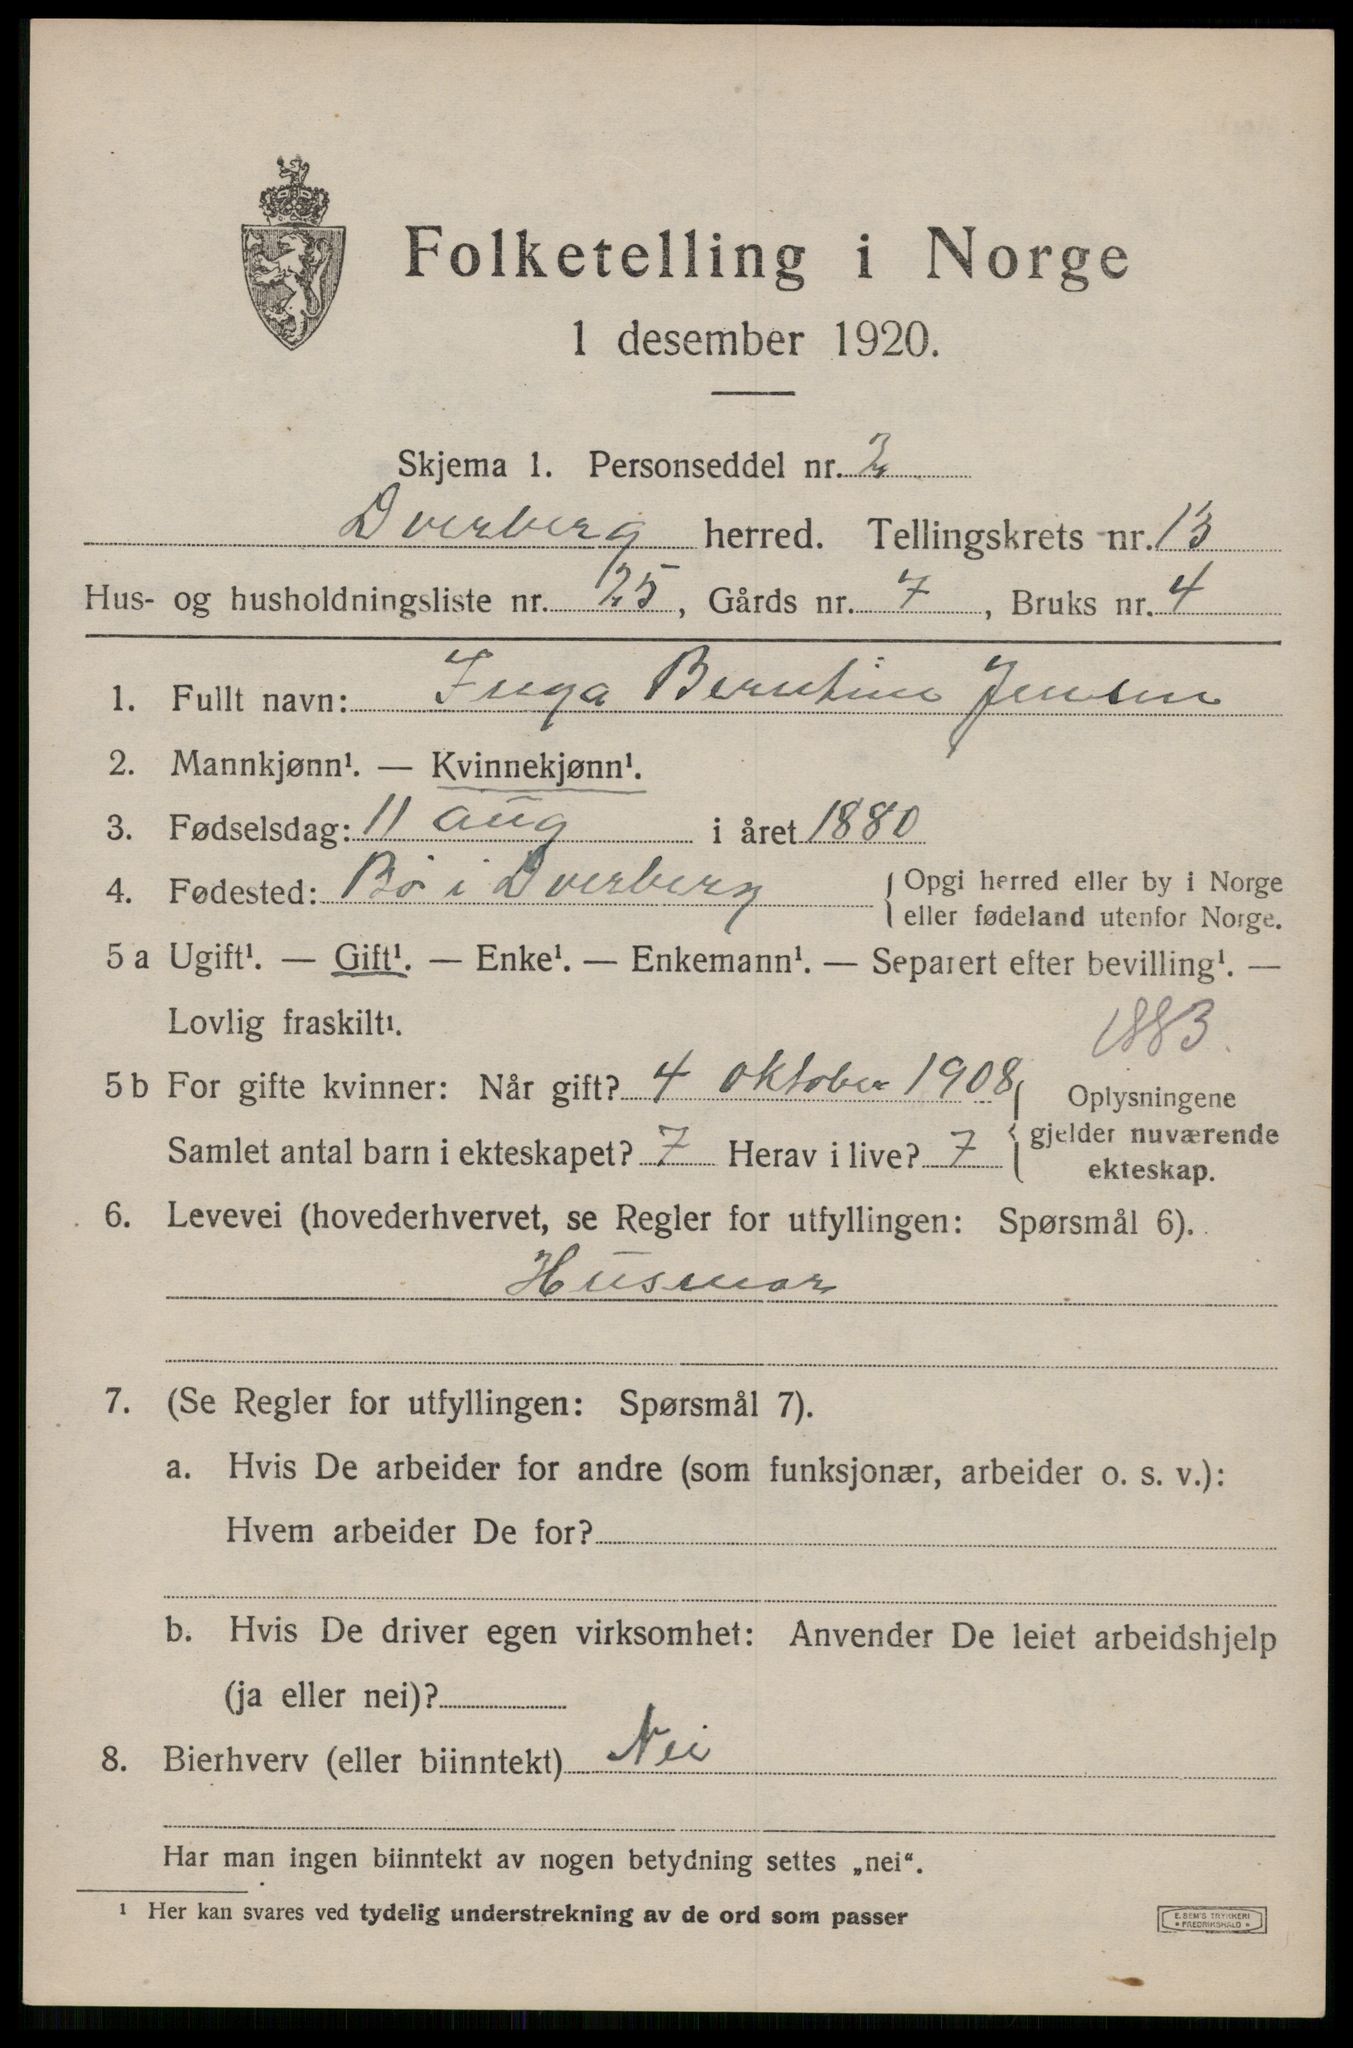 Folketelling i Norge
1 desember 1920.
Skjema 1. Personseddel nr. 2
Dverberg herred. Tellingskrets nr. 13
Hus- og husholdningsliste nr. 25, Gårds nr. 7, Bruks nr. 4
1. Fullt navn: Inga Berntine Jensen
2. Mannkjønn¹. — Kvinnekjønn¹.
3. Fødselsdag: 11 aug i året 1880
4. Fødested: Bø i Dverberg { Opgi herred eller by i Norge
eller fødeland utenfor Norge.
5 a Ugift¹. — Gift¹. — Enke¹. — Enkemann¹. — Separert efter bevilling¹. —
Lovlig fraskilt¹.
1883.
5 b For gifte kvinner: Når gift? 4 oktober 1908 { Oplysningene
Samlet antal barn i ekteskapet? 7 Herav i live? 7 gjelder nuværende
ekteskap.
6. Levevei (hovederhvervet, se Regler for utfyllingen: Spørsmål 6).
Husmor
7. (Se Regler for utfyllingen: Spørsmål 7).
a. Hvis De arbeider for andre (som funksjonær, arbeider o. s. v.):
Hvem arbeider De for?
b. Hvis De driver egen virksomhet: Anvender De leiet arbeidshjelp
(ja eller nei)?
8. Bierhverv (eller biinntekt) Nei
Har man ingen biinntekt av nogen betydning settes „nei“.
¹ Her kan svares ved tydelig understrekning av de ord som passer
E. SEM'S TRYKKERI
• FREDRIKSHALD •